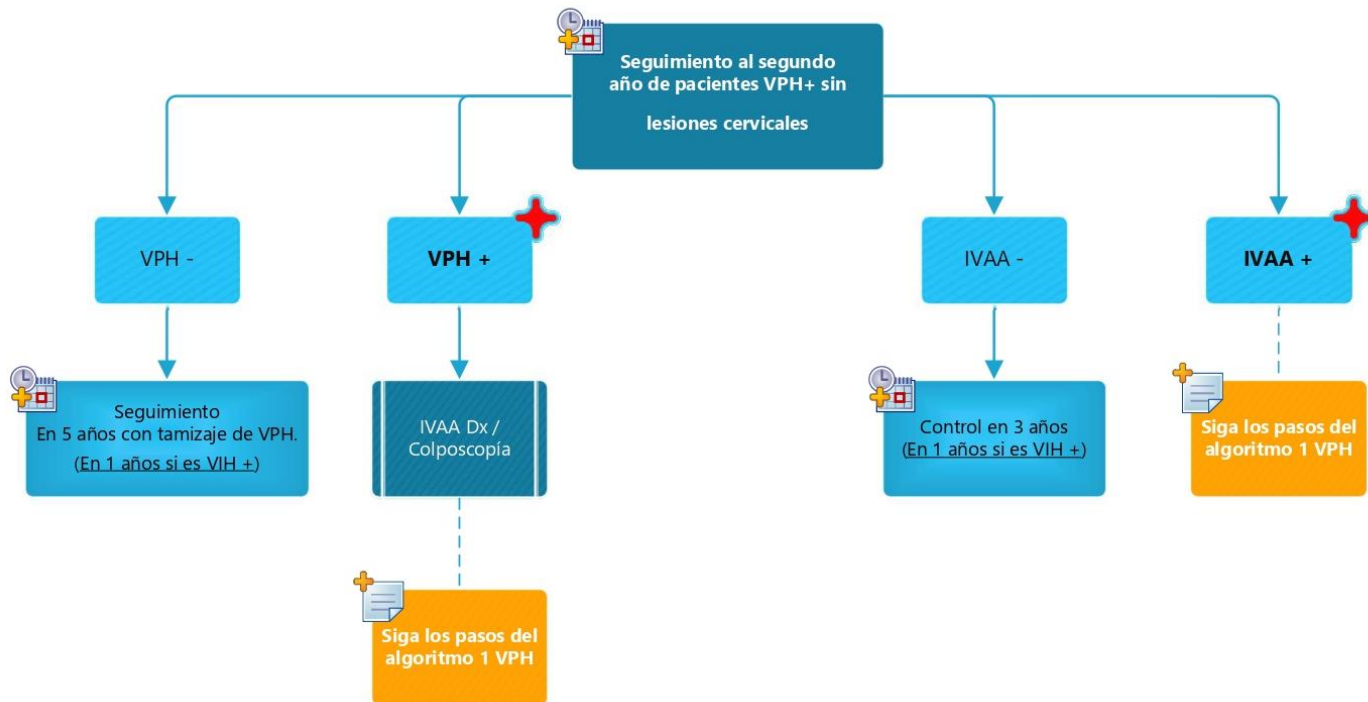 Seguimiento al segundo
año de pacientes VPH+ sin
lesiones cervicales
VPH -
VPH +
IVAA -
IVAA +
Seguimiento
En 5 años con tamizaje de VPH.
(En 1 años si es VIH +)
IVAA Dx /
Colposcopía
Control en 3 años
(En 1 años si es VIH +)
Siga los pasos del
algoritmo 1 VPH
Siga los pasos del
algoritmo 1 VPH